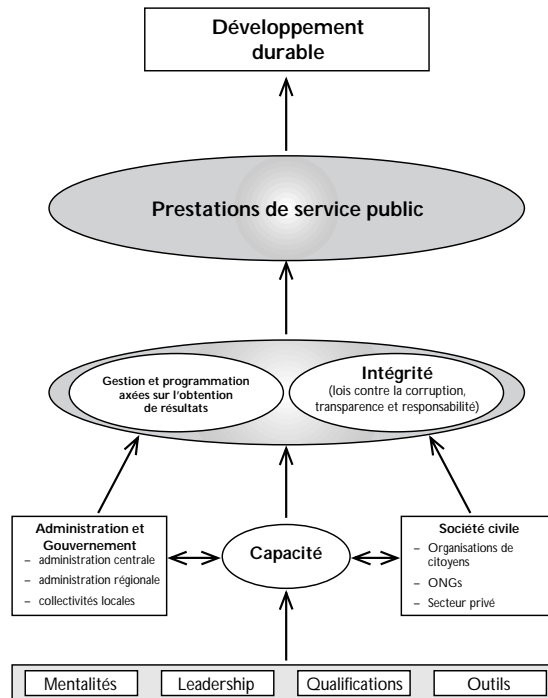 Développement
durable
Prestations de service public
Gestion et programmation
axées sur l'obtention
de résultats
Intégrité
(lois contre la corruption,
transparence et responsabilité)
Administration et
Gouvernement
– administration centrale
– administration régionale
– collectivités locales
Capacité
Société civile
– Organisations de
citoyens
– ONGs
– Secteur privé
Mentalités
Leadership
Qualifications
Outils